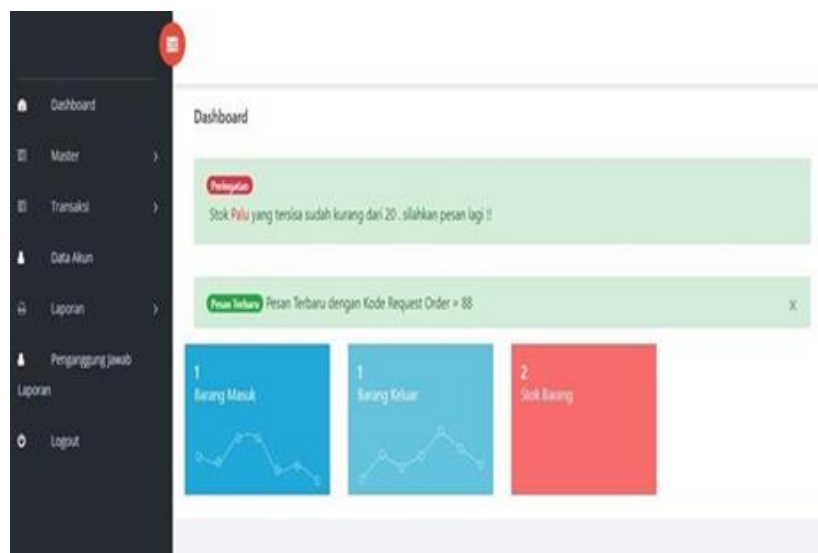 Dashboard
Master
Transaksi
Data Akun
Laporan
Penganggung Jawab
Laporan
Logout
Dashboard
Peringatan
Stok Palu yang tersisa sudah kurang dari 20 . silahkan pesan lagi !!
Pesan Terbaru Pesan Terbaru dengan Kode Request Order = 88 x
1
Barang Masuk
1
Barang Keluar
2
Stok Barang